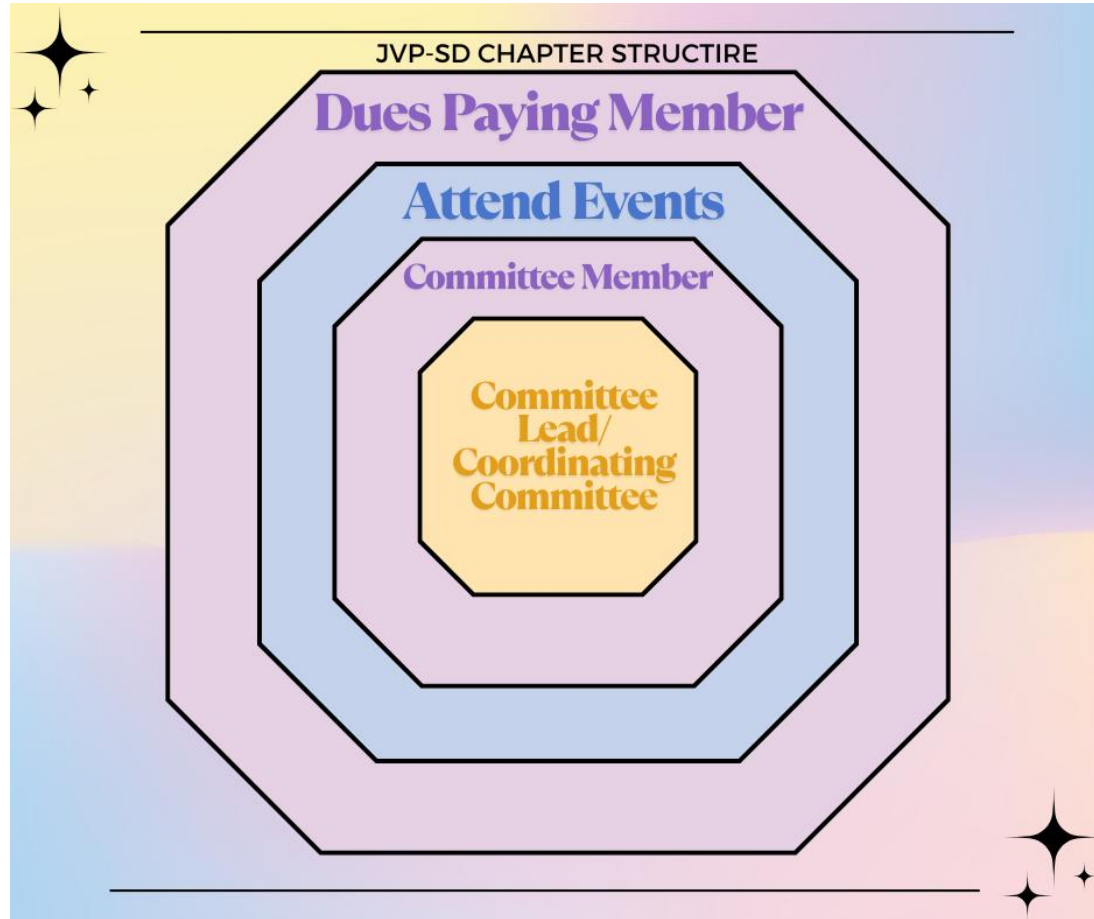 JVP-SD CHAPTER STRUCTIRE
Dues Paying Member
Attend Events
Committee Member
Committee
Lead/
Coordinating
Committee